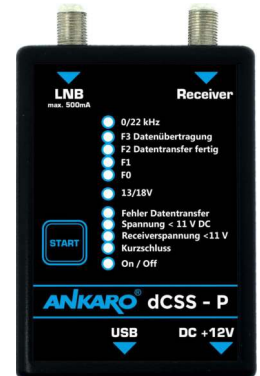 LNB Receiver
max. 500mA
0/22 kHz
F3 Datenübertragung
F2 Datentransfer fertig
F1
F0
13/18V
Fehler Datentransfer
Spannung < 11 V DC
Receiverspannung <11 V
Kurzschluss
On / Off
START
ANKARO® dCSS - P
USB DC +12V